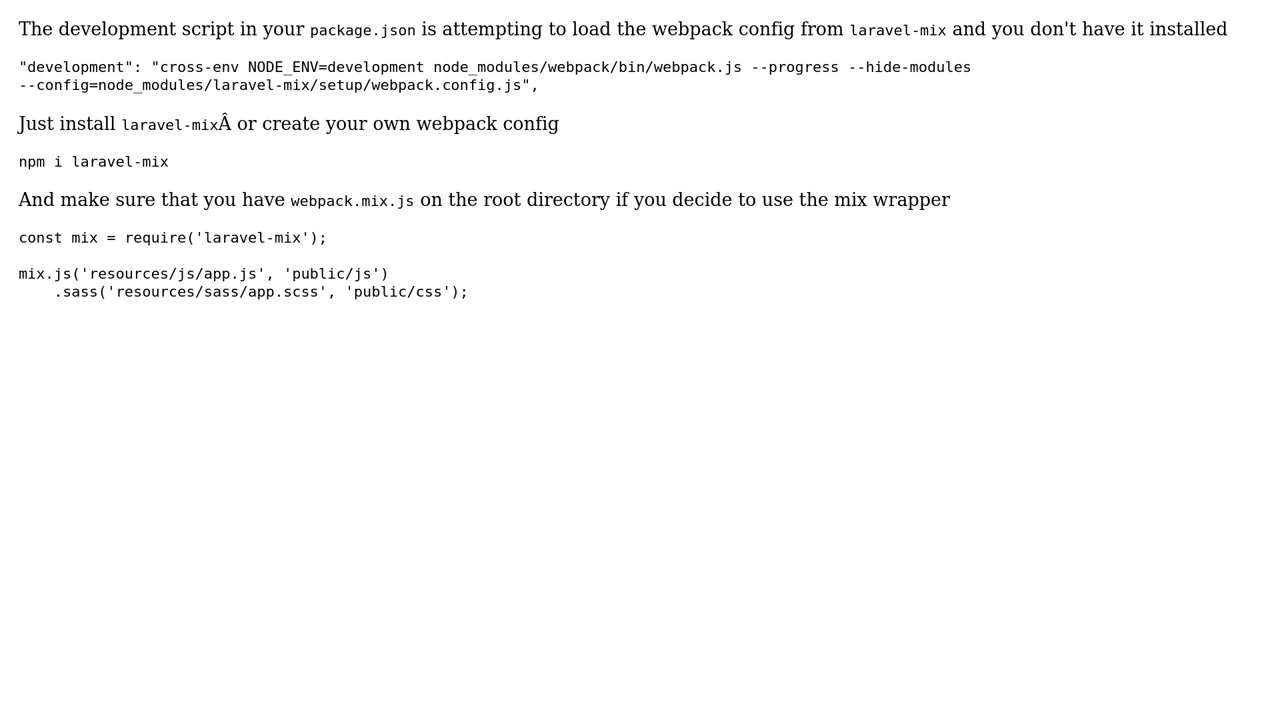 The development script in your package.json is attempting to load the webpack config from laravel-mix and you don't have it installed
"development": "cross-env NODE_ENV=development node_modules/webpack/bin/webpack.js --progress --hide-modules
--config=node_modules/laravel-mix/setup/webpack.config.js",
Just install laravel-mixÂ or create your own webpack config
npm i laravel-mix
And make sure that you have webpack.mix.js on the root directory if you decide to use the mix wrapper
const mix = require('laravel-mix');
mix.js('resources/js/app.js', 'public/js')
    .sass('resources/sass/app.scss', 'public/css');